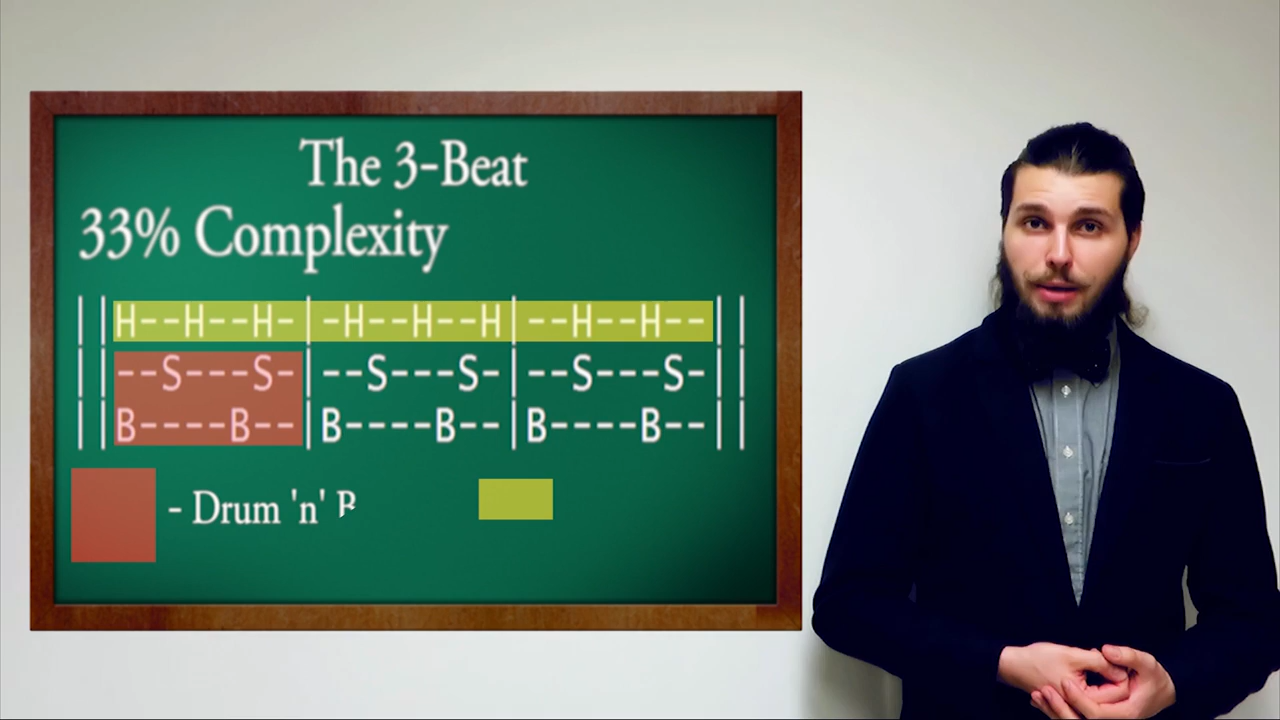 The 3-Beat
33% Complexity
||H--H--H-|-H--H--H|--H--H--||
||--S---S-|--S---S-|--S---S-||
||B----B--|B----B--|B----B--||
- Drum 'n'